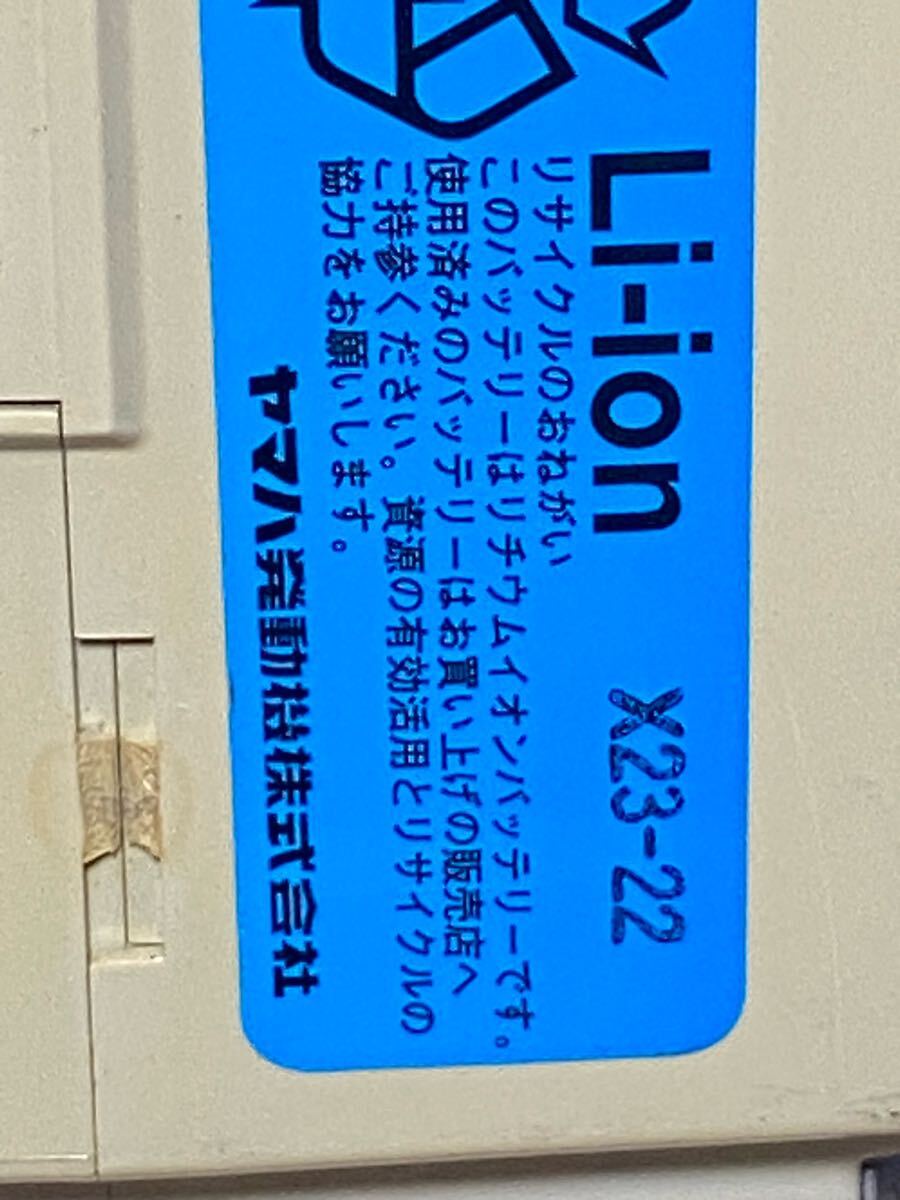 Li-ion
X23-22
リサイクルのおねがい
このバッテリーはリチウムイオンバッテリーです。
使用済みのバッテリーはお買い上げの販売店へ
ご持参ください。資源の有効活用とリサイクルの
協力をお願いします。
ヤマハ発動機株式会社